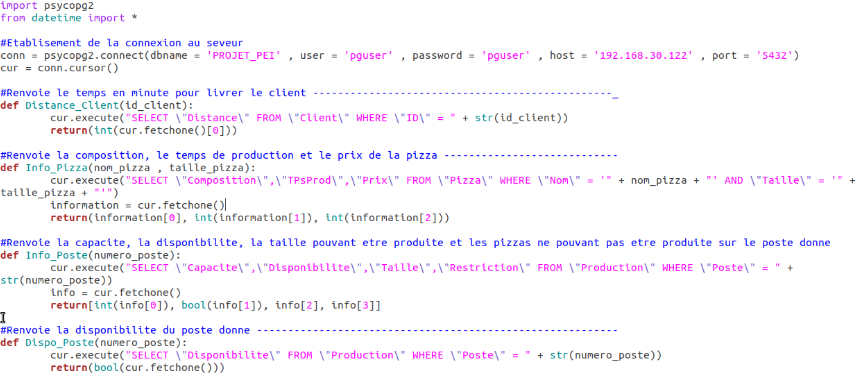 import psycopg2
from datetime import *
#Etablisement de la connexion au seveur
conn = psycopg2.connect(dbname = 'PROJET_PEI' , user = 'pguser' , password = 'pguser' , host = '192.168.30.122' , port = '5432')
cur = conn.cursor()
#Renvoie le temps en minute pour livrer le client -------------------------------------------------_
def Distance_Client(id_client):
        cur.execute("SELECT \"Distance\" FROM \"Client\" WHERE \"ID\" = " + str(id_client))
        return(int(cur.fetchone()[0]))
#Renvoie la composition, le temps de production et le prix de la pizza ----------------------------
def Info_Pizza(nom_pizza , taille_pizza):
        cur.execute("SELECT \"Composition\",\"TPsProd\",\"Prix\" FROM \"Pizza\" WHERE \"Nom\" = '" + nom_pizza + "' AND \"Taille\" = '" +
taille_pizza + "'")
        information = cur.fetchone()
        return(information[0], int(information[1]), int(information[2]))
#Renvoie la capacite, la disponibilite, la taille pouvant etre produite et les pizzas ne pouvant pas etre produite sur le poste donne
def Info_Poste(numero_poste):
        cur.execute("SELECT \"Capacite\",\"Disponibilite\",\"Taille\",\"Restriction\" FROM \"Production\" WHERE \"Poste\" = " +
str(numero_poste))
        info = cur.fetchone()
        return[int(info[0]), bool(info[1]), info[2], info[3]]
#Renvoie la disponibilite du poste donne -----------------------------------------------------------
def Dispo_Poste(numero_poste):
        cur.execute("SELECT \"Disponibilite\" FROM \"Production\" WHERE \"Poste\" = " + str(numero_poste))
        return(bool(cur.fetchone()))